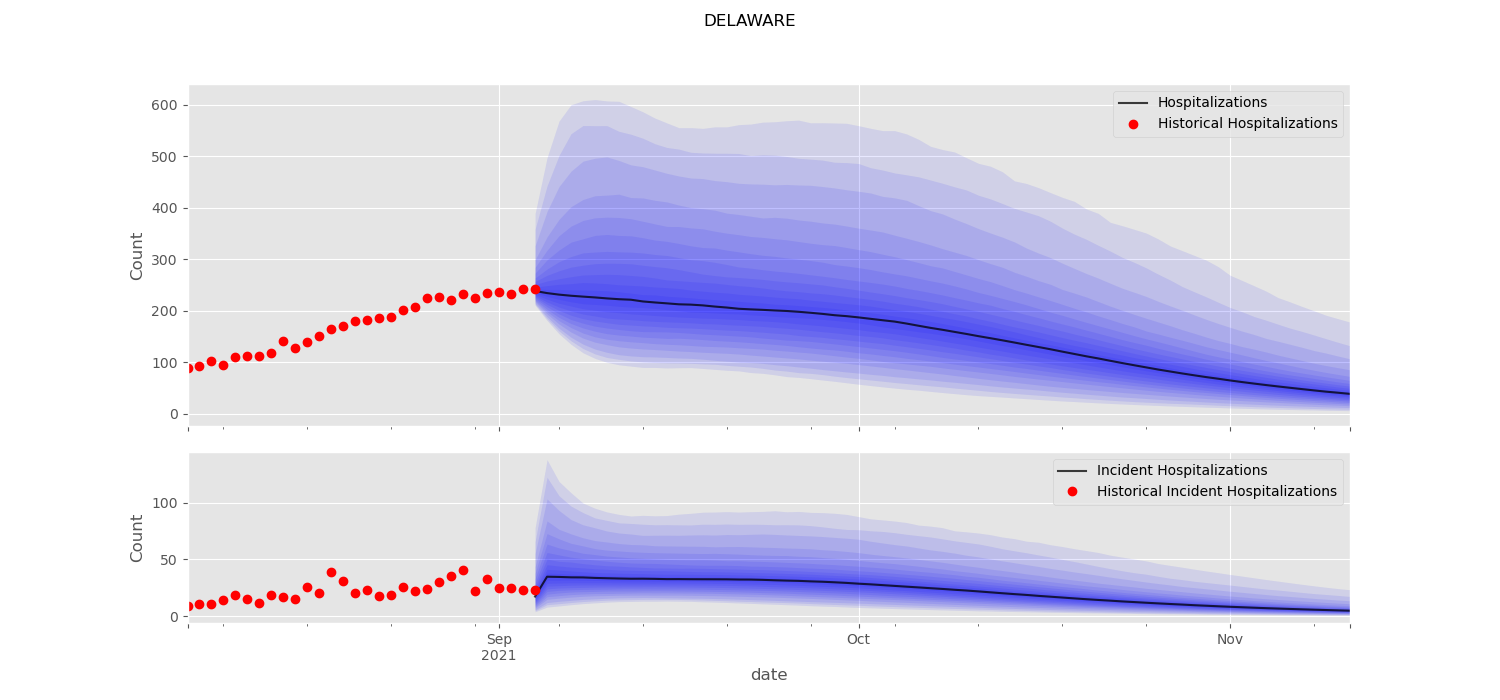 DELAWARE
600
500
400
300
200
100
0
Count
Hospitalizations
Historical Hospitalizations
100
50
0
Count
Incident Hospitalizations
Historical Incident Hospitalizations
Sep
2021
Oct
Nov
date